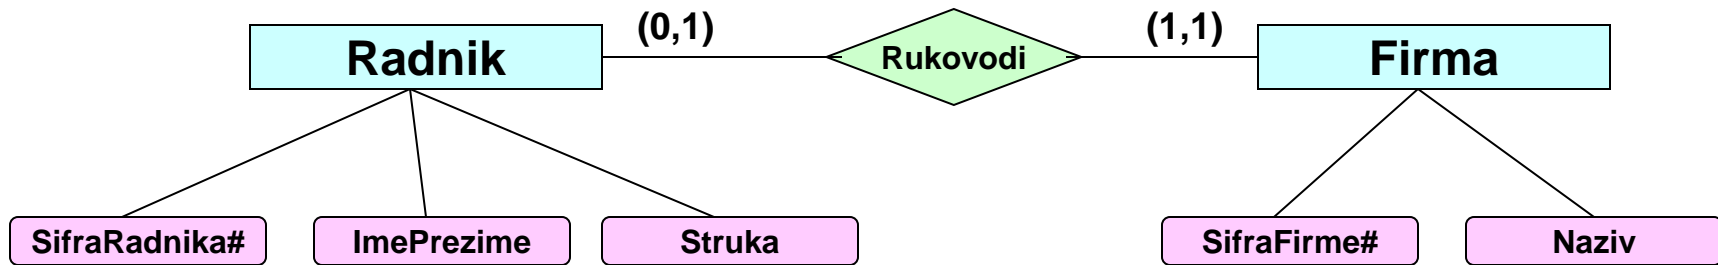 (0,1)
(1,1)
Radnik
Rukovodi
Firma
SifraRadnika#
ImePrezime
Struka
SifraFirme#
Naziv